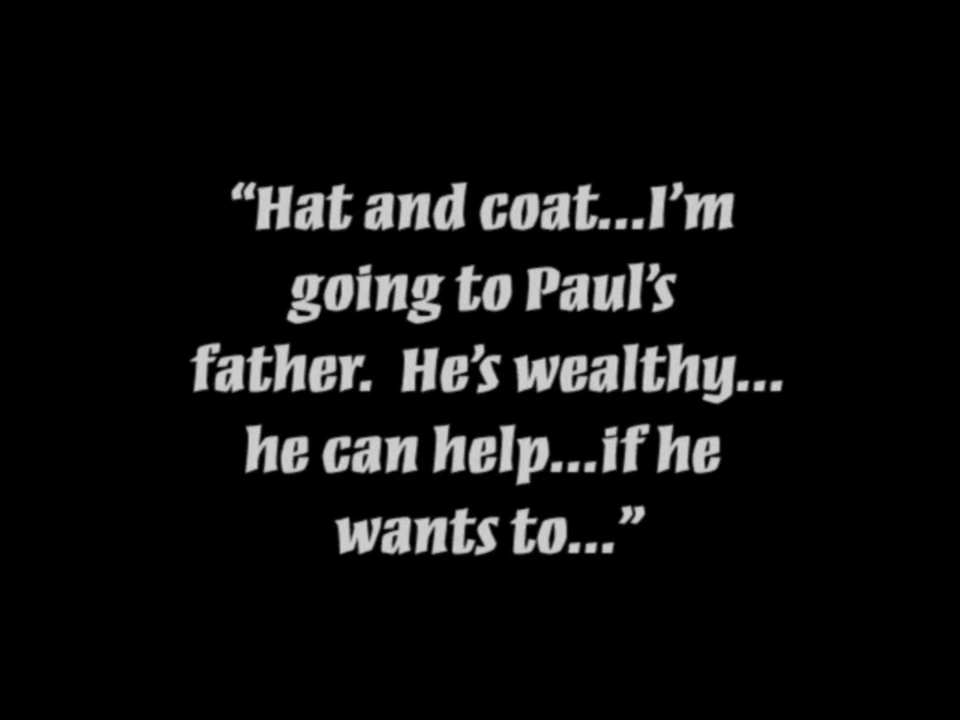 “Hat and coat...I’m
going to Paul’s
father.  He’s wealthy...
he can help...if he
wants to...”